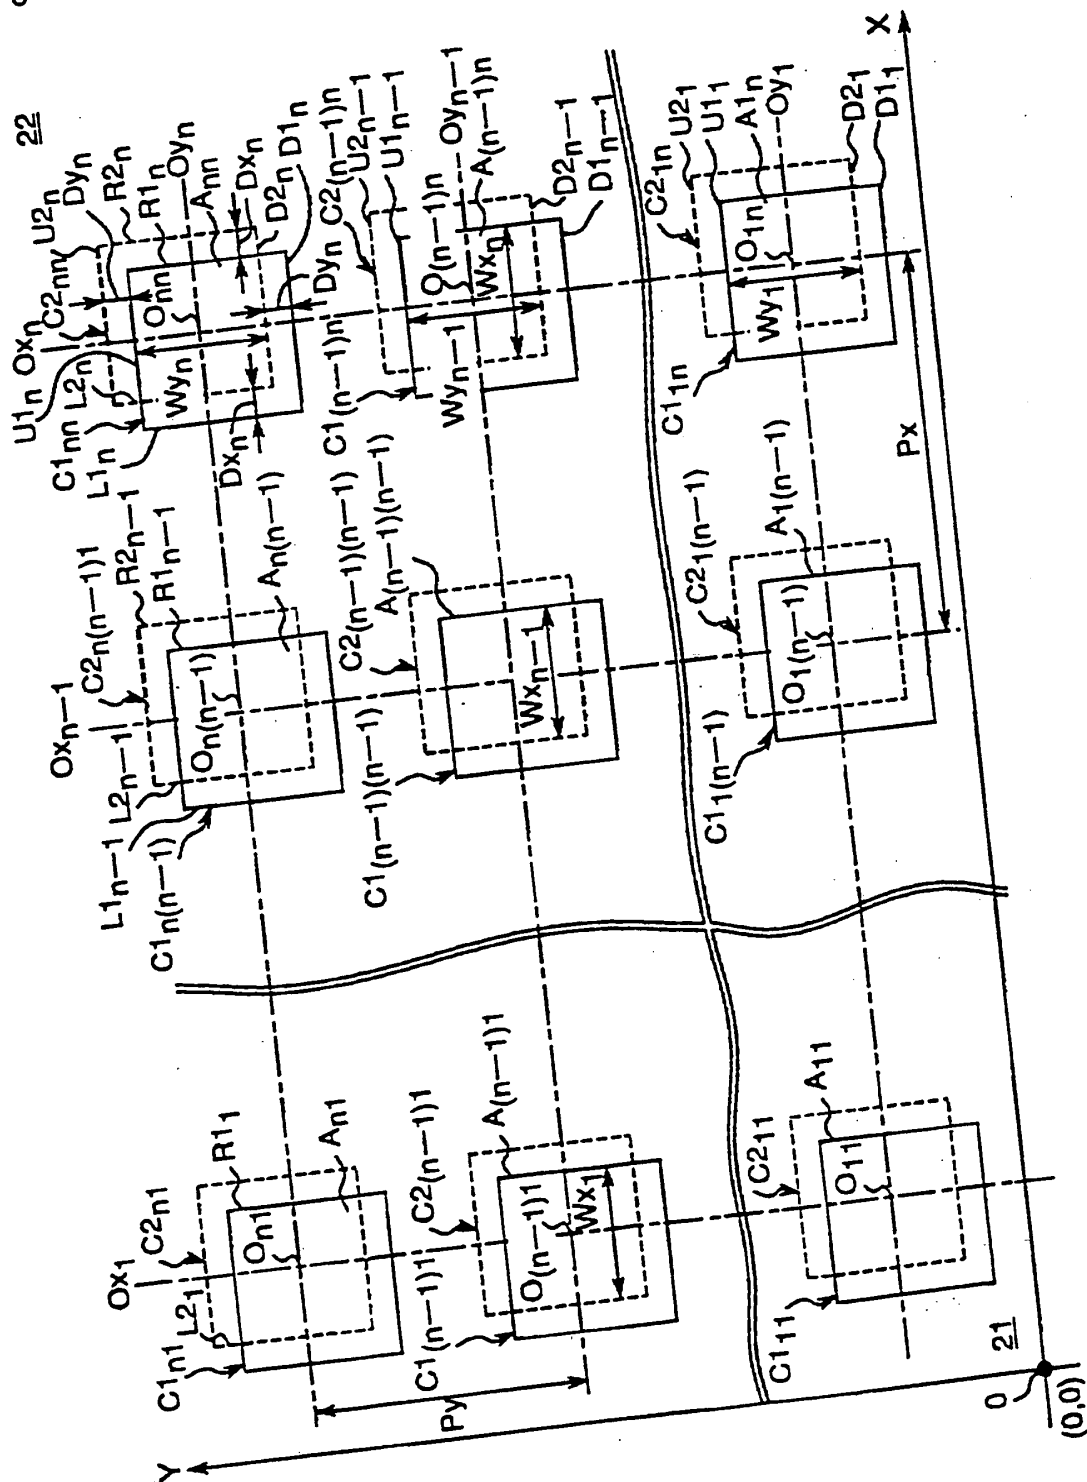 22
U1n
Oxn
C2nn
U2n
Dyn
R2n
R1n
Ann
Oyn
Dxn
D2n
D1n
C1nn
L2n
L1n
Onn
Wyn
Dxn
Dyn
Oxn—1
C2n(n—1)1
R2n—1
R1n—1
An(n—1)
L2n—1
L1n—1
C1n(n—1)
On(n—1)
Ox1
C2n1
R11
An1
L21
C1n1
On1
C2(n—1)n
U2n—1
U1n—1
Oyn—1
A(n—1)n
D2n—1
D1n—1
C1(n—1)n
O(n—1)n
Wyn—1
Wxn
C2(n—1)(n—1)
A(n—1)(n—1)
C1(n—1)(n—1)
Wxn—1
C2(n—1)1
A(n—1)1
C1(n—1)1
O(n—1)1
Wx1
Py
C21n
U21
U11
A1n
Oy1
D21
D11
C11n
O1n
Wy1
C21(n—1)
A1(n—1)
C11(n—1)
O1(n—1)
C211
A11
C111
O11
Px
X
Y
21
0
(0,0)